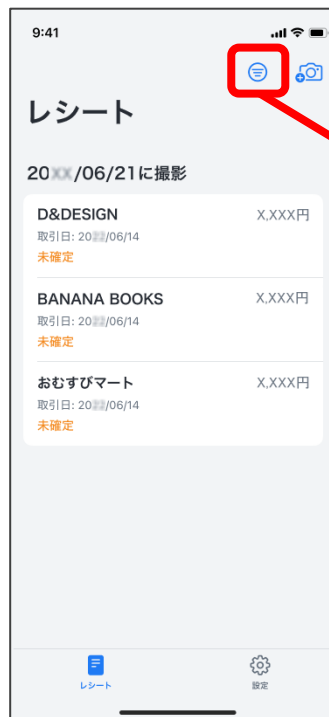 9:41
レシート
20XX/06/21に撮影
D&DESIGN X,XXX円
取引日: 20/06/14
未確定
BANANA BOOKS X,XXX円
取引日: 20/06/14
未確定
おむすびマート X,XXX円
取引日: 20/06/14
未確定
レシート 設定